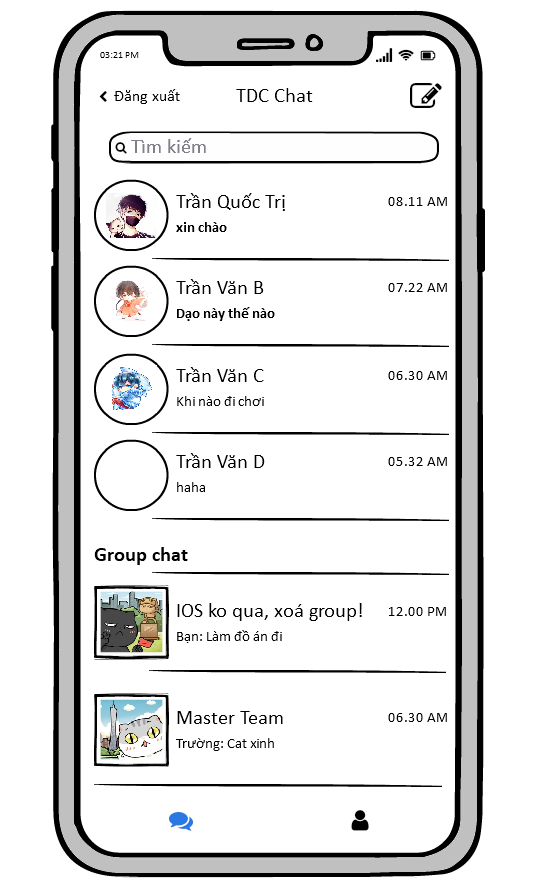 03:21 PM
Đăng xuất
TDC Chat
Tìm kiếm
Trần Quốc Trị
08.11 AM
xin chào
Trần Văn B
07.22 AM
Dạo này thế nào
Trần Văn C
06.30 AM
Khi nào đi chơi
Trần Văn D
05.32 AM
haha
Group chat
IOS ko qua, xoá group!
12.00 PM
Bạn: Làm đồ án đi
Master Team
06.30 AM
Trường: Cat xinh